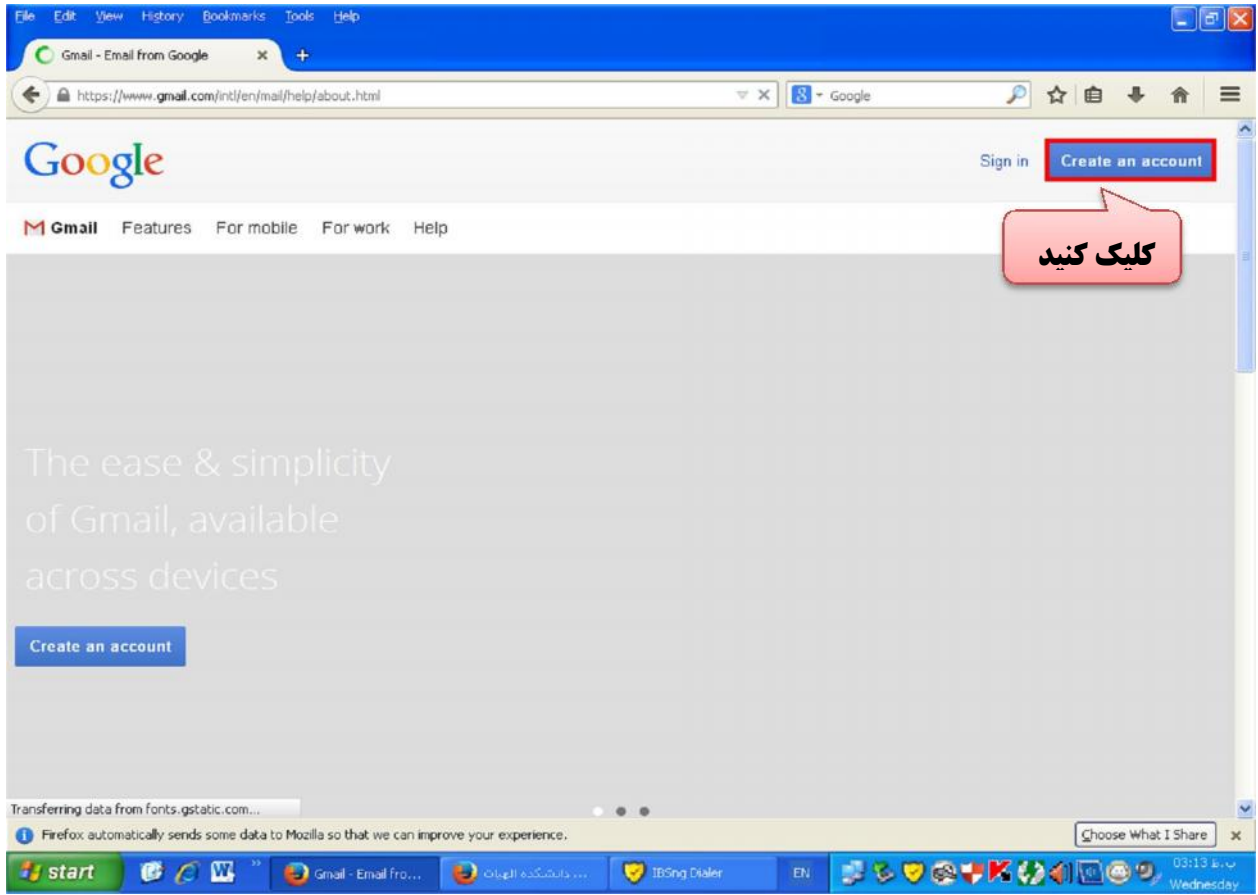 File Edit View History Bookmarks Tools Help
Gmail - Email from Google
https://www.gmail.com/intl/en/mail/help/about.html
Google
Google
Sign in
Create an account
کلیک کنید
Gmail Features For mobile For work Help
The ease & simplicity
of Gmail, available
across devices
Create an account
Transferring data from fonts.gstatic.com...
Firefox automatically sends some data to Mozilla so that we can improve your experience.
Choose What I Share
start
Gmail - Email fro...
دانشکده الهیات ...
IBSng Dialer
EN
03:13 ب.ظ
Wednesday